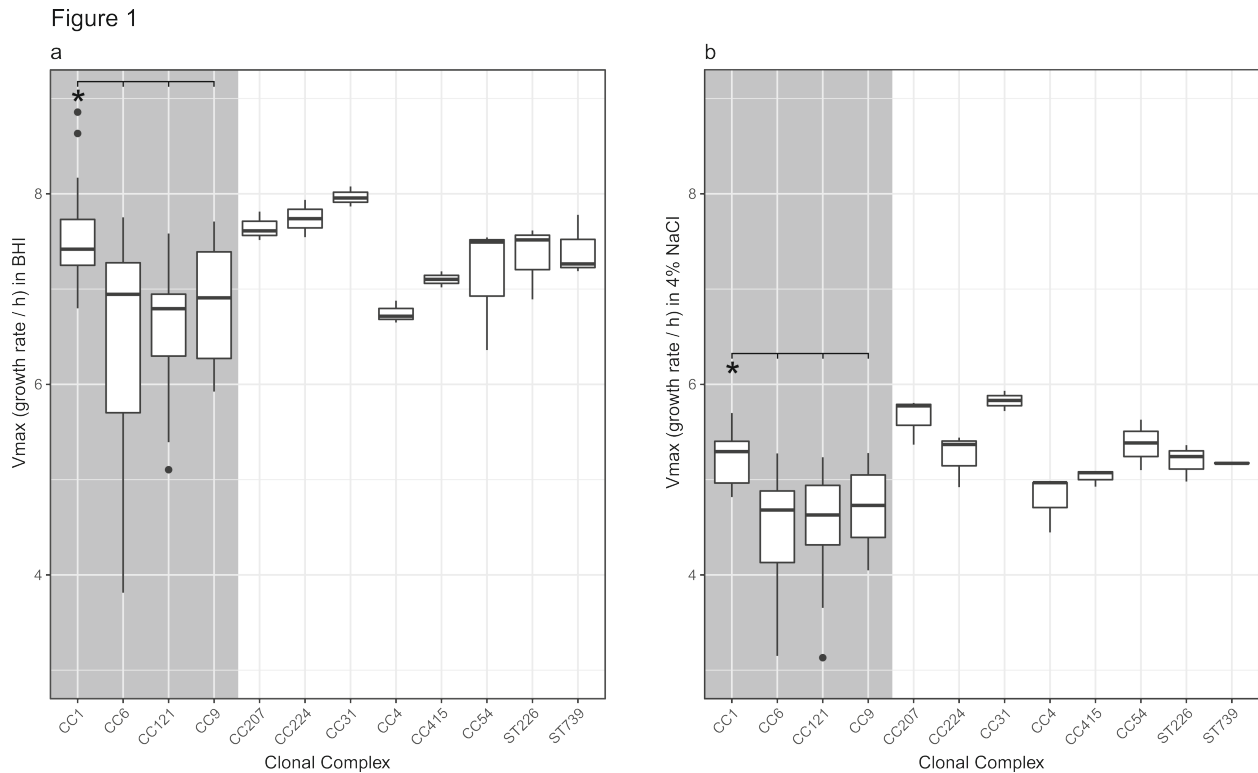 Figure 1
a
*
Vmax (growth rate / h) in BHI
8
6
4
CC1
CC6
CC121
CC9
CC207
CC224
CC31
CC4
CC415
CC54
ST226
ST739
Clonal Complex
b
*
Vmax (growth rate / h) in 4% NaCl
8
6
4
CC1
CC6
CC121
CC9
CC207
CC224
CC31
CC4
CC415
CC54
ST226
ST739
Clonal Complex